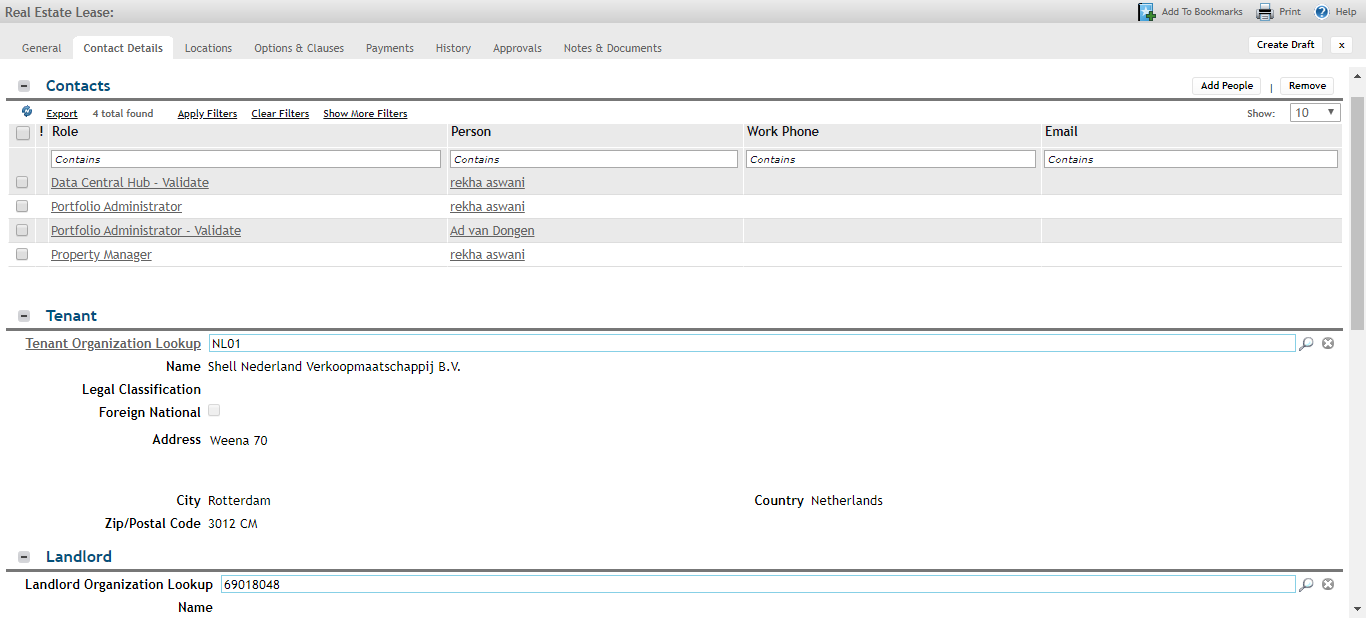 Real Estate Lease:
Add To Bookmarks Print ? Help
General Contact Details Locations Options & Clauses Payments History Approvals Notes & Documents Create Draft x
Contacts Add People | Remove
Export 4 total found Apply Filters Clear Filters Show More Filters Show: 10
! Role Person Work Phone Email
Contains Contains Contains Contains
Data Central Hub - Validate rekha aswani
Portfolio Administrator rekha aswani
Portfolio Administrator - Validate Ad van Dongen
Property Manager rekha aswani
Tenant
Tenant Organization Lookup NL01
Name Shell Nederland Verkoopmaatschappij B.V.
Legal Classification
Foreign National
Address Weena 70
City Rotterdam Country Netherlands
Zip/Postal Code 3012 CM
Landlord
Landlord Organization Lookup 69018048
Name